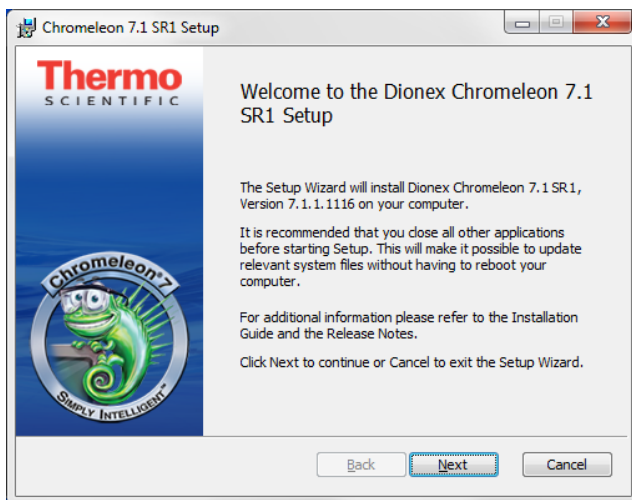 Chromeleon 7.1 SR1 Setup
Thermo
SCIENTIFIC
Welcome to the Dionex Chromeleon 7.1
SR1 Setup
The Setup Wizard will install Dionex Chromeleon 7.1 SR1,
Version 7.1.1.1116 on your computer.
It is recommended that you close all other applications
before starting Setup. This will make it possible to update
relevant system files without having to reboot your
computer.
For additional information please refer to the Installation
Guide and the Release Notes.
Click Next to continue or Cancel to exit the Setup Wizard.
Chromeleon® 7
SIMPLY INTELLIGENT™
Back Next Cancel